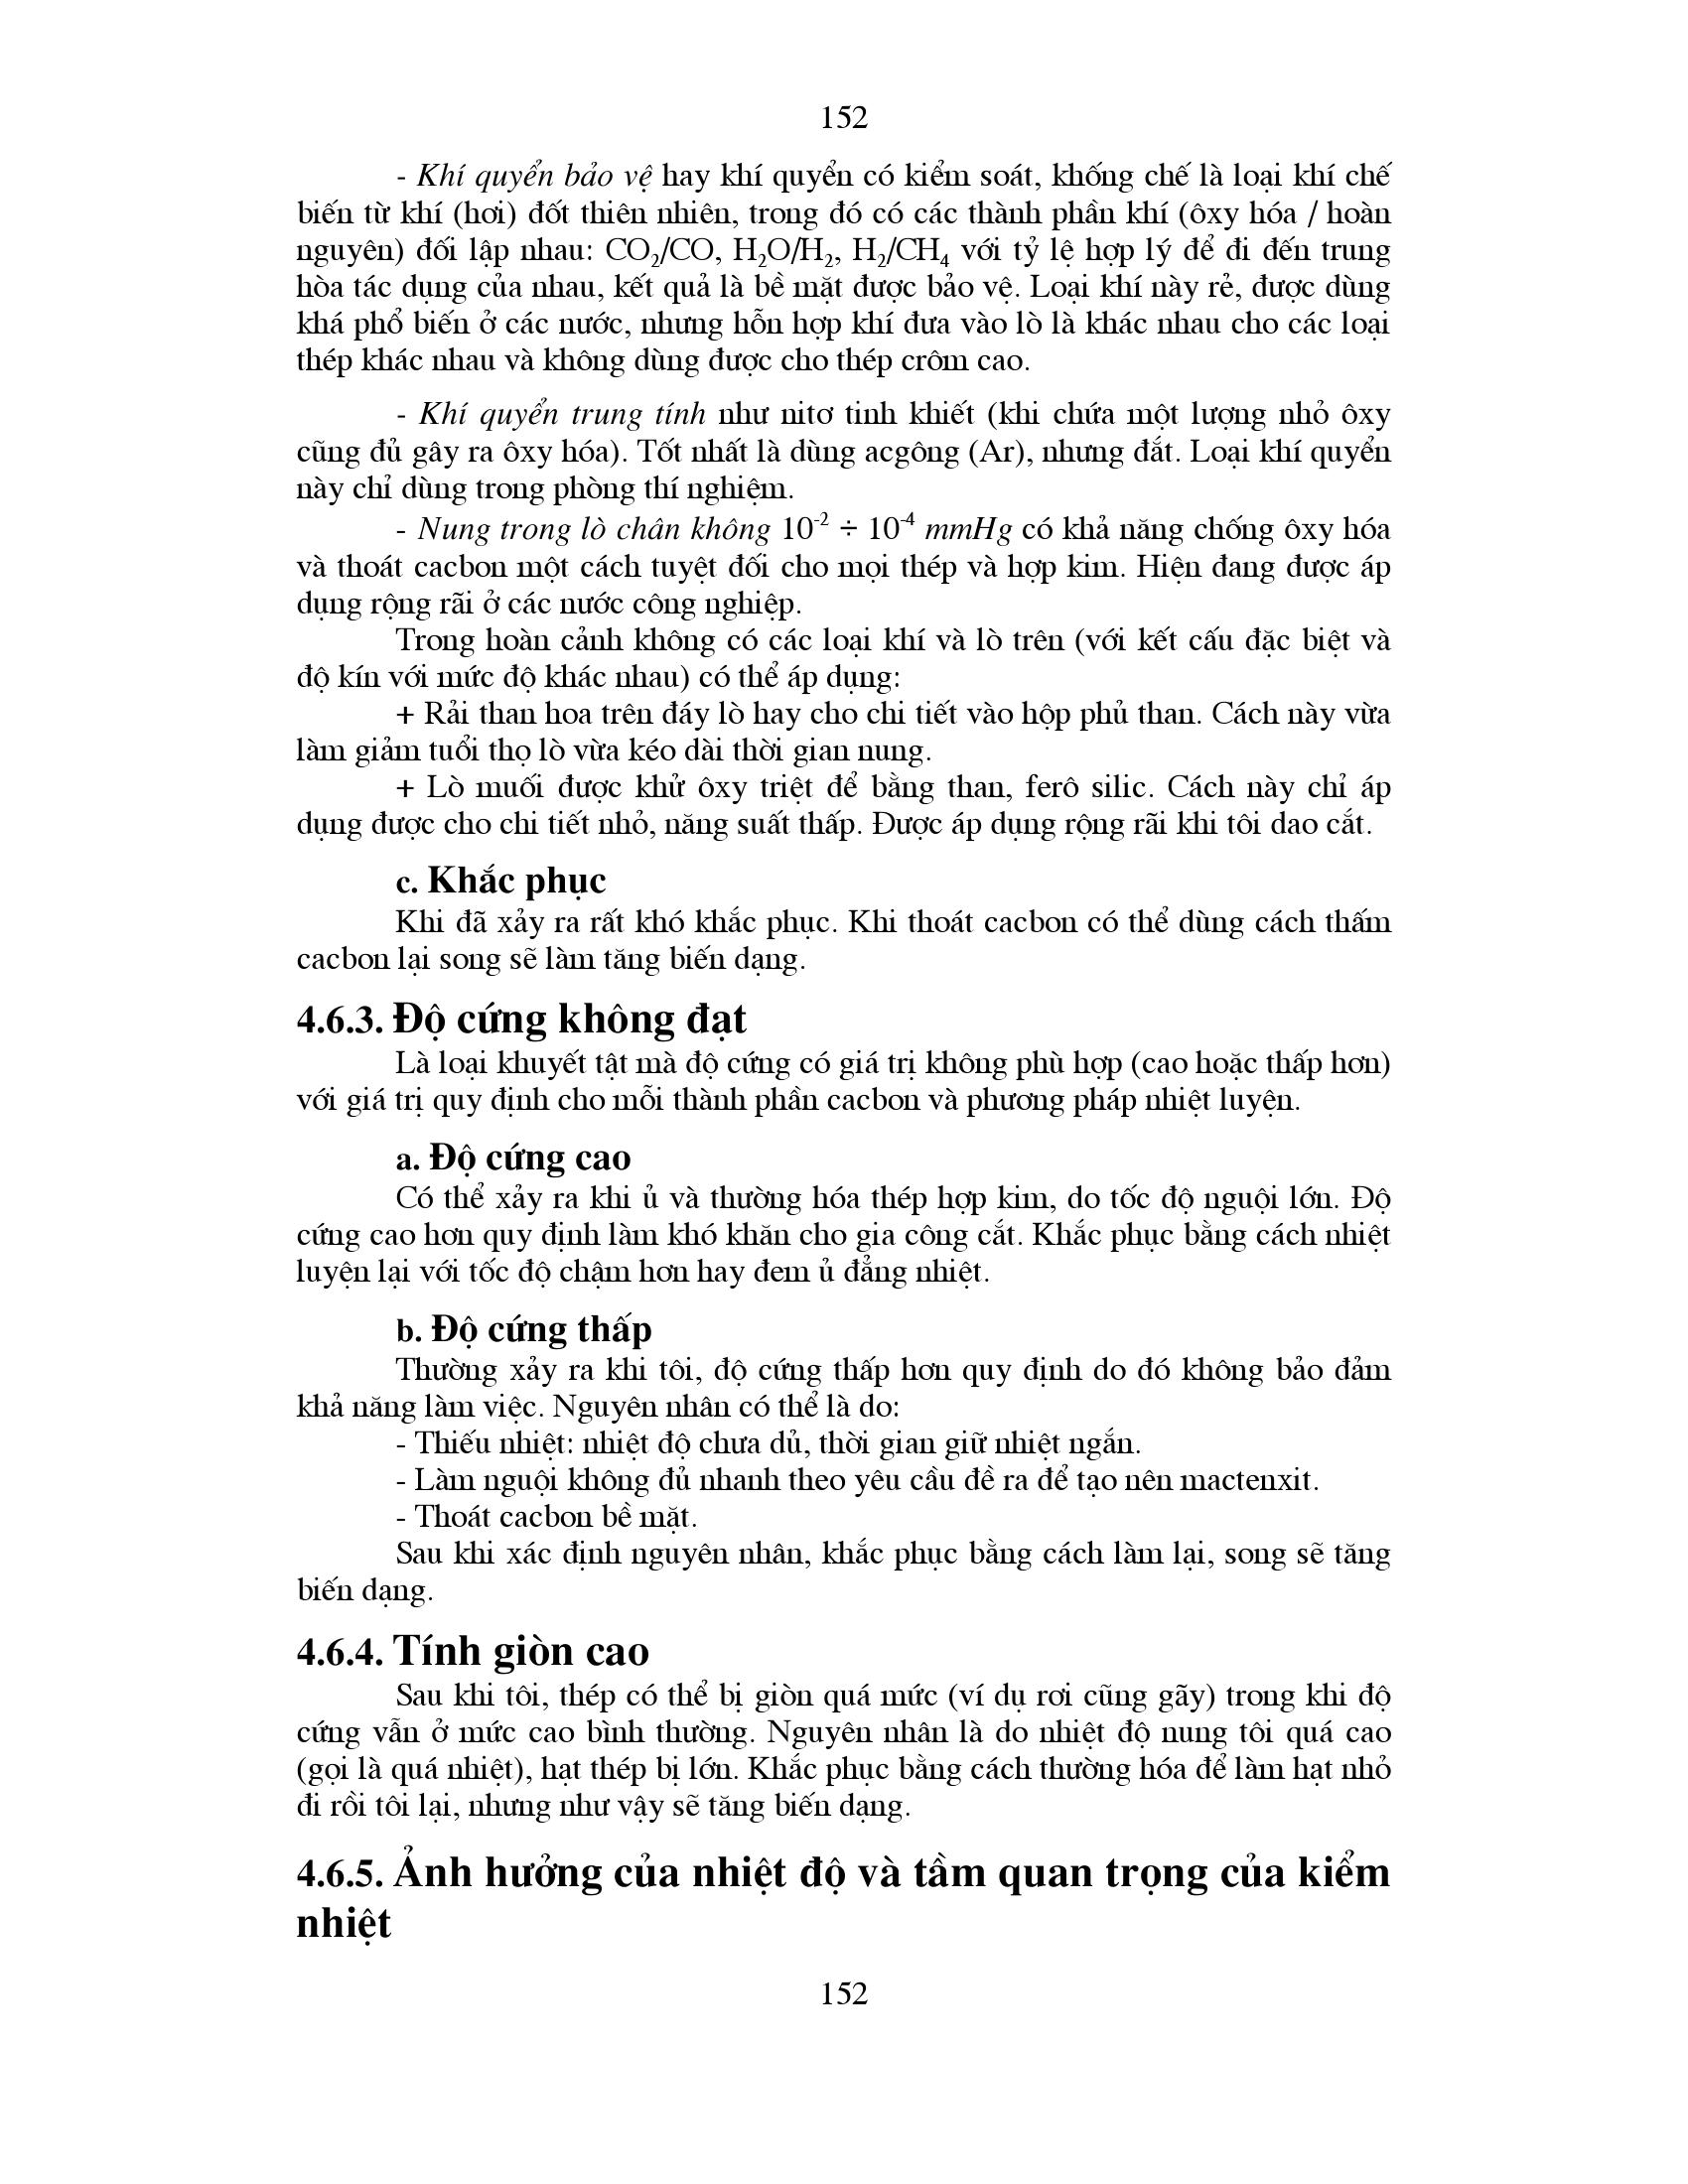 152
- Khí quyển bảo vệ hay khí quyển có kiểm soát, khống chế là loại khí chế
biến từ khí (hơi) đốt thiên nhiên, trong đó có các thành phần khí (ôxy hóa / hoàn
nguyên) đối lập nhau: CO₂/CO, H₂O/H₂, H₂/CH₄ với tỷ lệ hợp lý để đi đến trung
hòa tác dụng của nhau, kết quả là bề mặt được bảo vệ. Loại khí này rẻ, được dùng
khá phổ biến ở các nước, nhưng hỗn hợp khí đưa vào lò là khác nhau cho các loại
thép khác nhau và không dùng được cho thép crôm cao.
- Khí quyển trung tính như nitơ tinh khiết (khi chứa một lượng nhỏ ôxy
cũng đủ gây ra ôxy hóa). Tốt nhất là dùng acgông (Ar), nhưng đắt. Loại khí quyển
này chỉ dùng trong phòng thí nghiệm.
- Nung trong lò chân không 10⁻² ÷ 10⁻⁴ mmHg có khả năng chống ôxy hóa
và thoát cacbon một cách tuyệt đối cho mọi thép và hợp kim. Hiện đang được áp
dụng rộng rãi ở các nước công nghiệp.
Trong hoàn cảnh không có các loại khí và lò trên (với kết cấu đặc biệt và
độ kín với mức độ khác nhau) có thể áp dụng:
+ Rải than hoa trên đáy lò hay cho chi tiết vào hộp phủ than. Cách này vừa
làm giảm tuổi thọ lò vừa kéo dài thời gian nung.
+ Lò muối được khử ôxy triệt để bằng than, ferô silic. Cách này chỉ áp
dụng được cho chi tiết nhỏ, năng suất thấp. Được áp dụng rộng rãi khi tôi dao cắt.
c. Khắc phục
Khi đã xảy ra rất khó khắc phục. Khi thoát cacbon có thể dùng cách thấm
cacbon lại song sẽ làm tăng biến dạng.
4.6.3. Độ cứng không đạt
Là loại khuyết tật mà độ cứng có giá trị không phù hợp (cao hoặc thấp hơn)
với giá trị quy định cho mỗi thành phần cacbon và phương pháp nhiệt luyện.
a. Độ cứng cao
Có thể xảy ra khi ủ và thường hóa thép hợp kim, do tốc độ nguội lớn. Độ
cứng cao hơn quy định làm khó khăn cho gia công cắt. Khắc phục bằng cách nhiệt
luyện lại với tốc độ chậm hơn hay đem ủ đẳng nhiệt.
b. Độ cứng thấp
Thường xảy ra khi tôi, độ cứng thấp hơn quy định do đó không bảo đảm
khả năng làm việc. Nguyên nhân có thể là do:
- Thiếu nhiệt: nhiệt độ chưa dủ, thời gian giữ nhiệt ngắn.
- Làm nguội không đủ nhanh theo yêu cầu đề ra để tạo nên mactenxit.
- Thoát cacbon bề mặt.
Sau khi xác định nguyên nhân, khắc phục bằng cách làm lại, song sẽ tăng
biến dạng.
4.6.4. Tính giòn cao
Sau khi tôi, thép có thể bị giòn quá mức (ví dụ rơi cũng gãy) trong khi độ
cứng vẫn ở mức cao bình thường. Nguyên nhân là do nhiệt độ nung tôi quá cao
(gọi là quá nhiệt), hạt thép bị lớn. Khắc phục bằng cách thường hóa để làm hạt nhỏ
đi rồi tôi lại, nhưng như vậy sẽ tăng biến dạng.
4.6.5. Ảnh hưởng của nhiệt độ và tầm quan trọng của kiểm
nhiệt
152